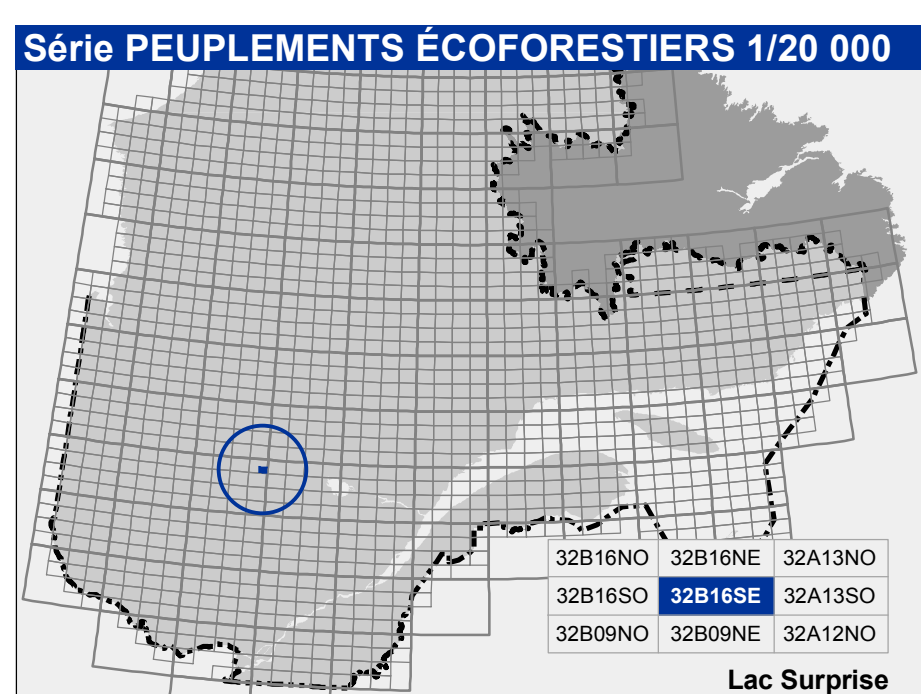 Série PEUPLEMENTS ÉCOFORESTIERS 1/20 000
32B16NO 32B16NE 32A13NO
32B16SO 32B16SE 32A13SO
32B09NO 32B09NE 32A12NO
Lac Surprise